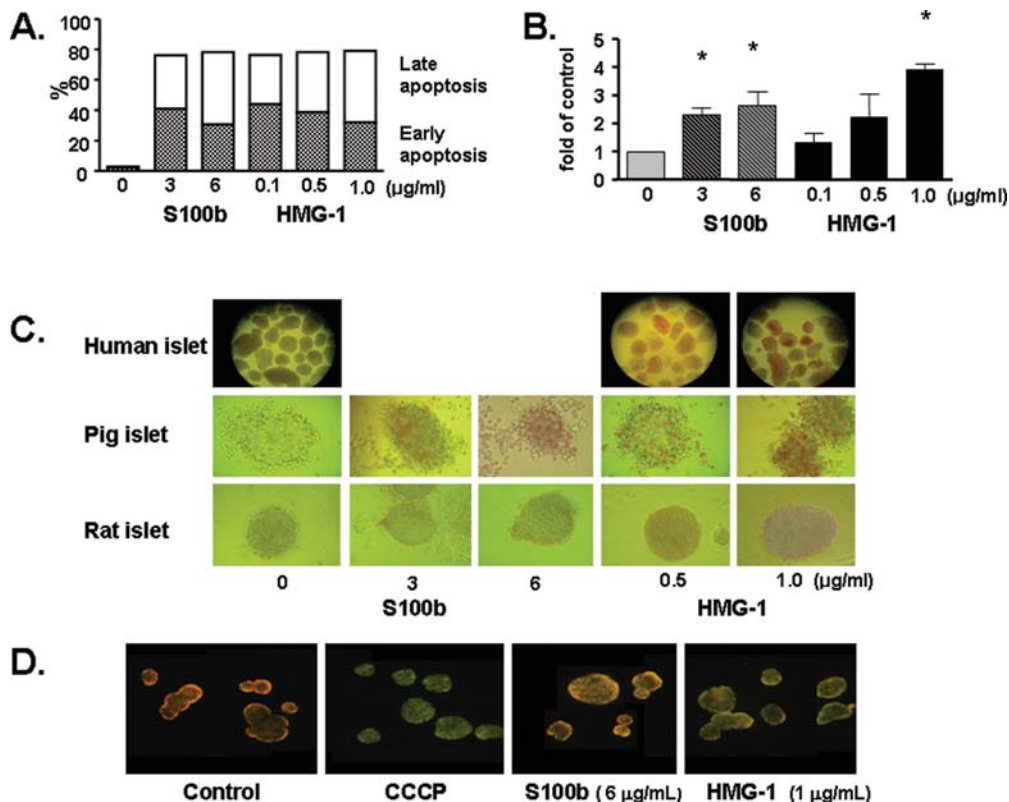 A.
100
80
60
40
20
0
%
Late
apoptosis
Early
apoptosis
0 3 6 0.1 0.5 1.0 (µg/ml)
S100b HMG-1
B.
5
4
3
2
1
0
fold of control
* * *
0 3 6 0.1 0.5 1.0 (µg/ml)
S100b HMG-1
C.
Human islet
Pig islet
Rat islet
0 3 6 0.5 1.0 (µg/ml)
S100b HMG-1
D.
Control CCCP S100b ( 6 µg/mL) HMG-1 (1 µg/mL)